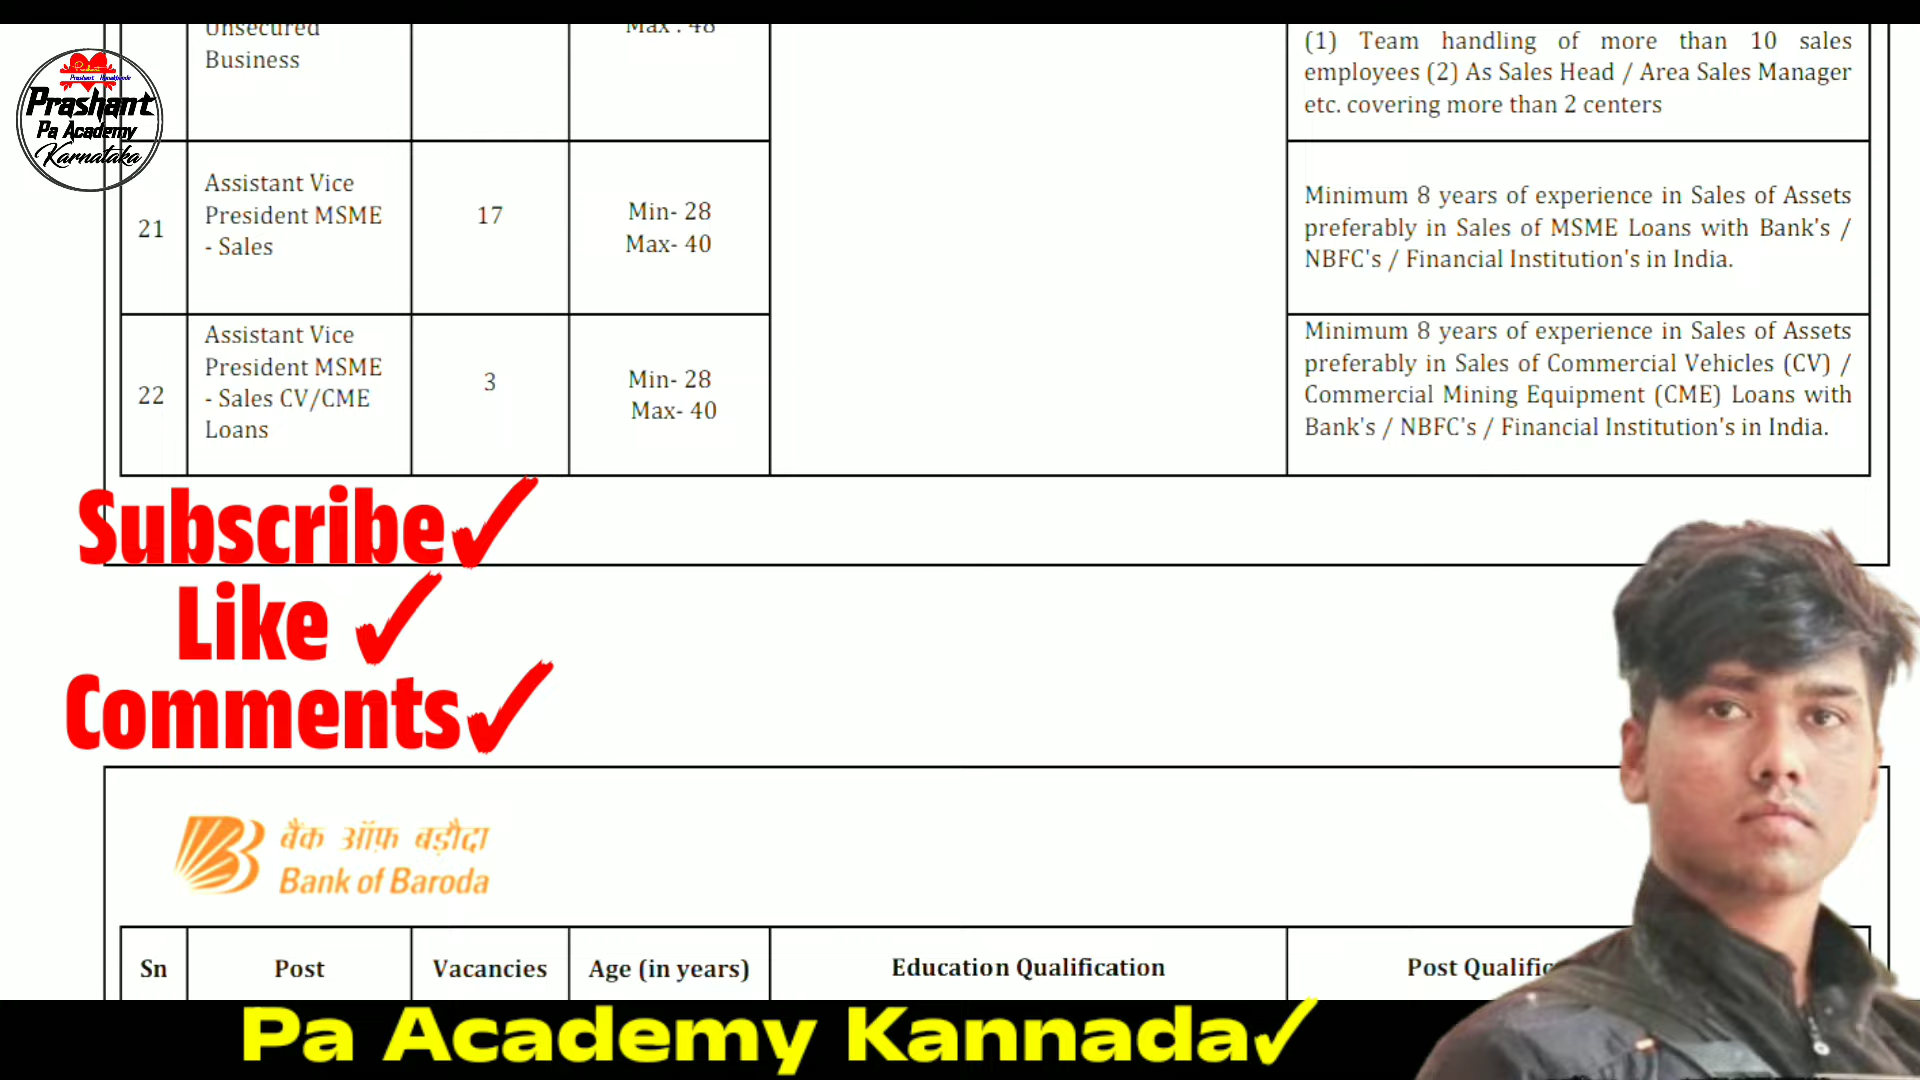 Unsecured
Business
Max : 48
(1) Team handling of more than 10 sales
employees (2) As Sales Head / Area Sales Manager
etc. covering more than 2 centers
Prashant
Pa Academy
Karnataka
21
Assistant Vice
President MSME
- Sales
17
Min- 28
Max- 40
Minimum 8 years of experience in Sales of Assets
preferably in Sales of MSME Loans with Bank's /
NBFC's / Financial Institution's in India.
22
Assistant Vice
President MSME
- Sales CV/CME
Loans
3
Min- 28
Max- 40
Minimum 8 years of experience in Sales of Assets
preferably in Sales of Commercial Vehicles (CV) /
Commercial Mining Equipment (CME) Loans with
Bank's / NBFC's / Financial Institution's in India.
Subscribe✓
Like ✓
Comments✓
बैंक ऑफ़ बड़ौदा
Bank of Baroda
Sn
Post
Vacancies
Age (in years)
Education Qualification
Post
Pa Academy Kannada✓